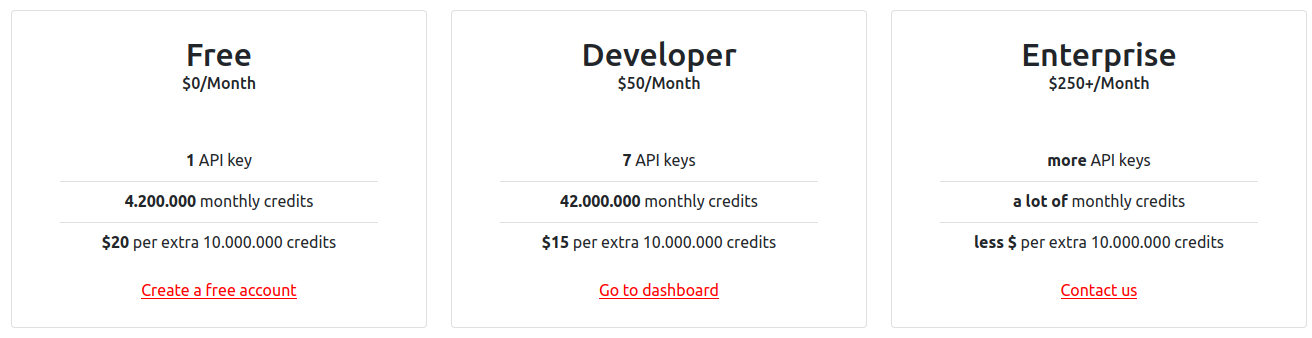 Free
$0/Month
1 API key
4.200.000 monthly credits
$20 per extra 10.000.000 credits
Create a free account
Developer
$50/Month
7 API keys
42.000.000 monthly credits
$15 per extra 10.000.000 credits
Go to dashboard
Enterprise
$250+/Month
more API keys
a lot of monthly credits
less $ per extra 10.000.000 credits
Contact us